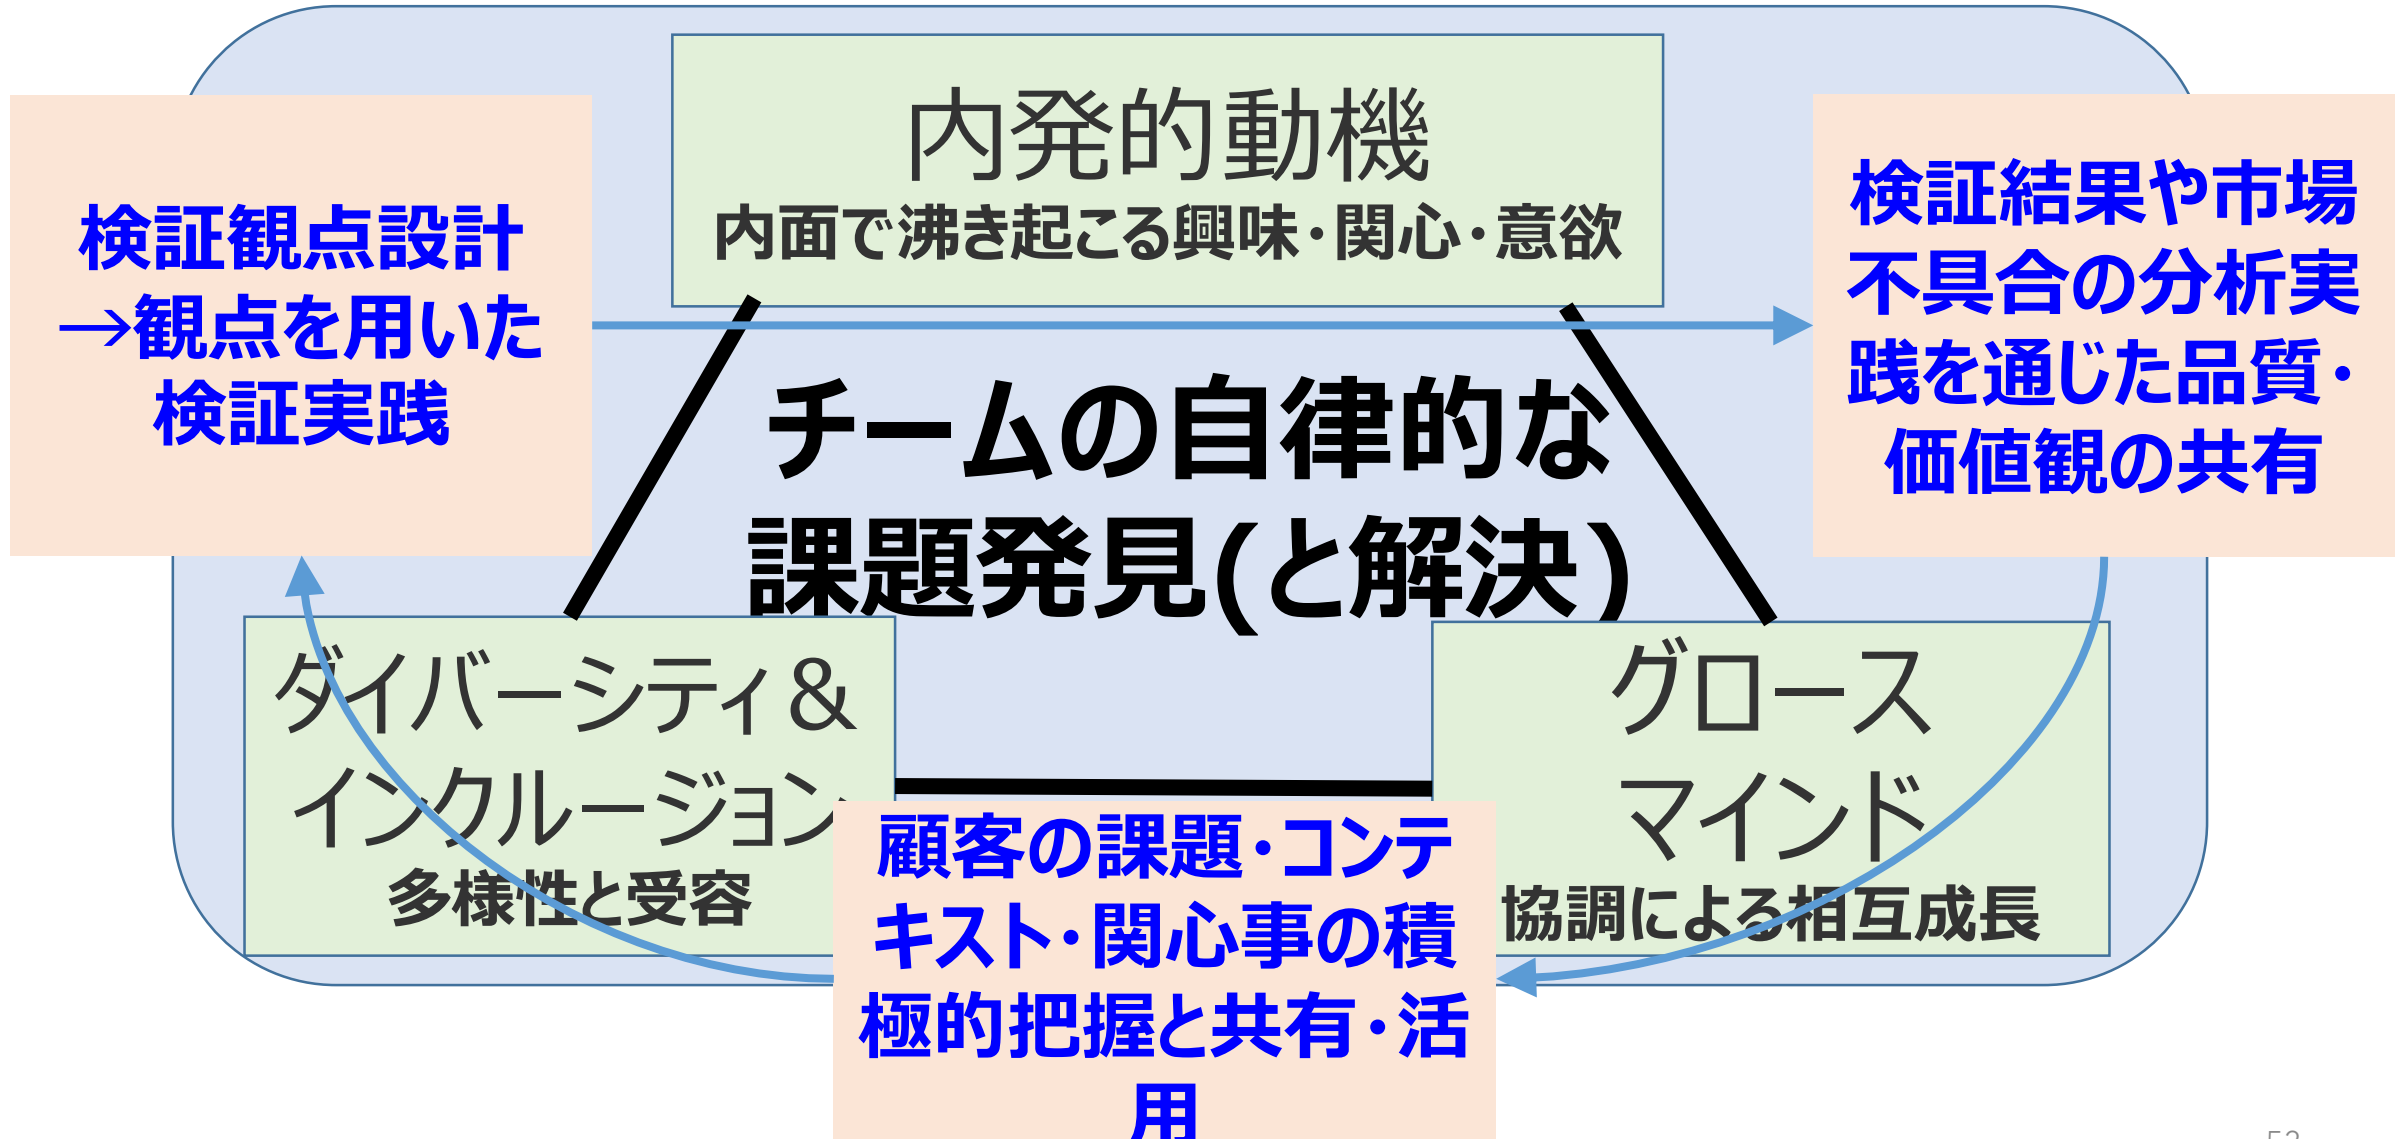 内発的動機
内面で沸き起こる興味・関心・意欲
検証観点設計
→観点を用いた
検証実践
検証結果や市場
不具合の分析実
践を通じた品質・
価値観の共有
チームの自律的な
課題発見(と解決)
ダイバーシティ&
インクルージョン
多様性と受容
グロース
マインド
協調による相互成長
顧客の課題・コンテ
キスト・関心事の積
極的把握と共有・活
用